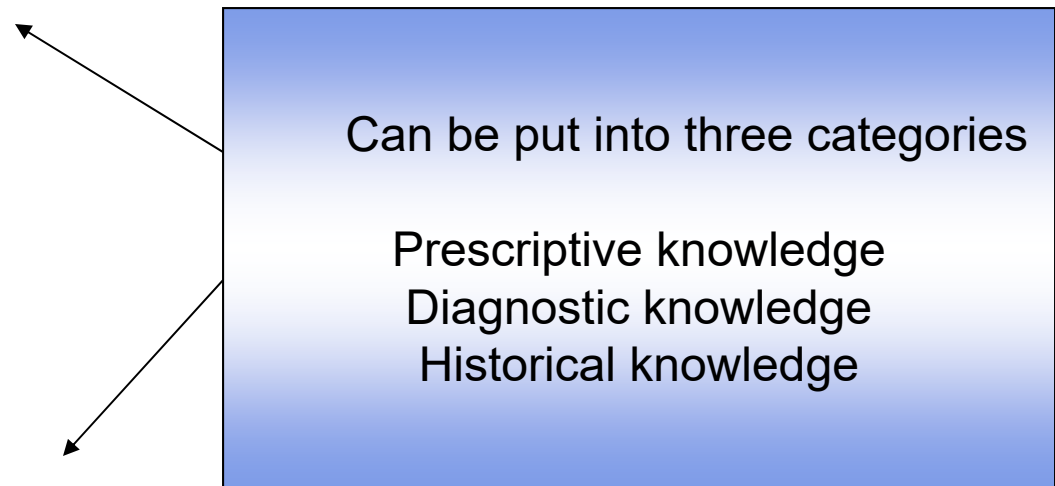 Can be put into three categories
Prescriptive knowledge
Diagnostic knowledge
Historical knowledge